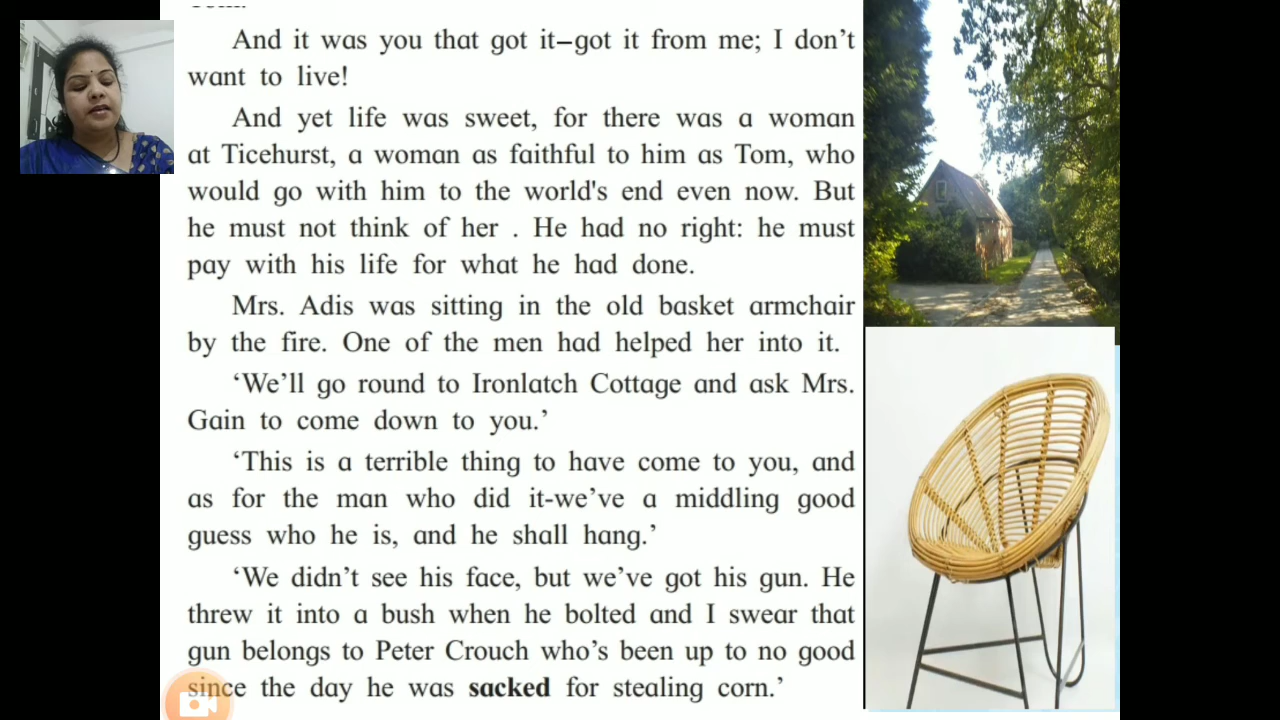 And it was you that got it–got it from me; I don’t
want to live!
And yet life was sweet, for there was a woman
at Ticehurst, a woman as faithful to him as Tom, who
would go with him to the world's end even now. But
he must not think of her . He had no right: he must
pay with his life for what he had done.
Mrs. Adis was sitting in the old basket armchair
by the fire. One of the men had helped her into it.
‘We’ll go round to Ironlatch Cottage and ask Mrs.
Gain to come down to you.’
‘This is a terrible thing to have come to you, and
as for the man who did it-we’ve a middling good
guess who he is, and he shall hang.’
‘We didn’t see his face, but we’ve got his gun. He
threw it into a bush when he bolted and I swear that
gun belongs to Peter Crouch who’s been up to no good
since the day he was sacked for stealing corn.’